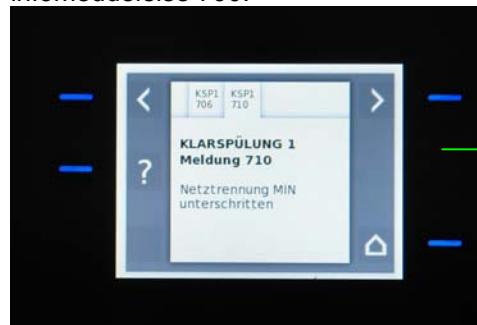 <
KSP1
706
KSP1
710
>
KLARSPÜLUNG 1
Meldung 710
?
Netztrennung MIN
unterschritten